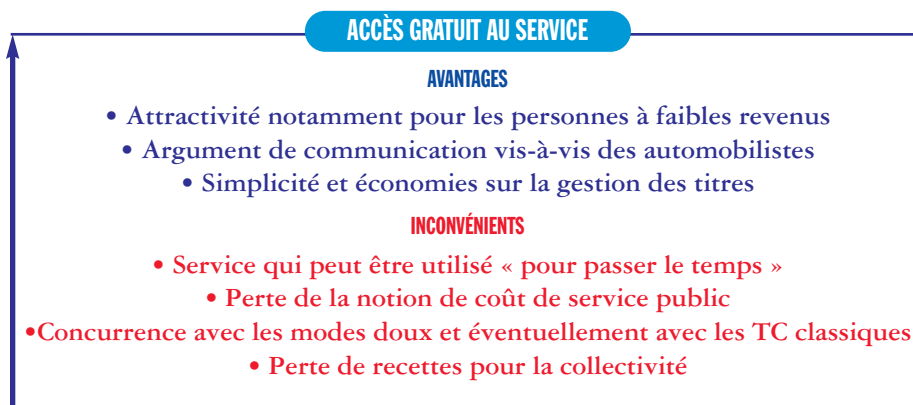 ACCÈS GRATUIT AU SERVICE
AVANTAGES
• Attractivité notamment pour les personnes à faibles revenus
• Argument de communication vis-à-vis des automobilistes
• Simplicité et économies sur la gestion des titres
INCONVÉNIENTS
• Service qui peut être utilisé « pour passer le temps »
• Perte de la notion de coût de service public
•Concurrence avec les modes doux et éventuellement avec les TC classiques
• Perte de recettes pour la collectivité